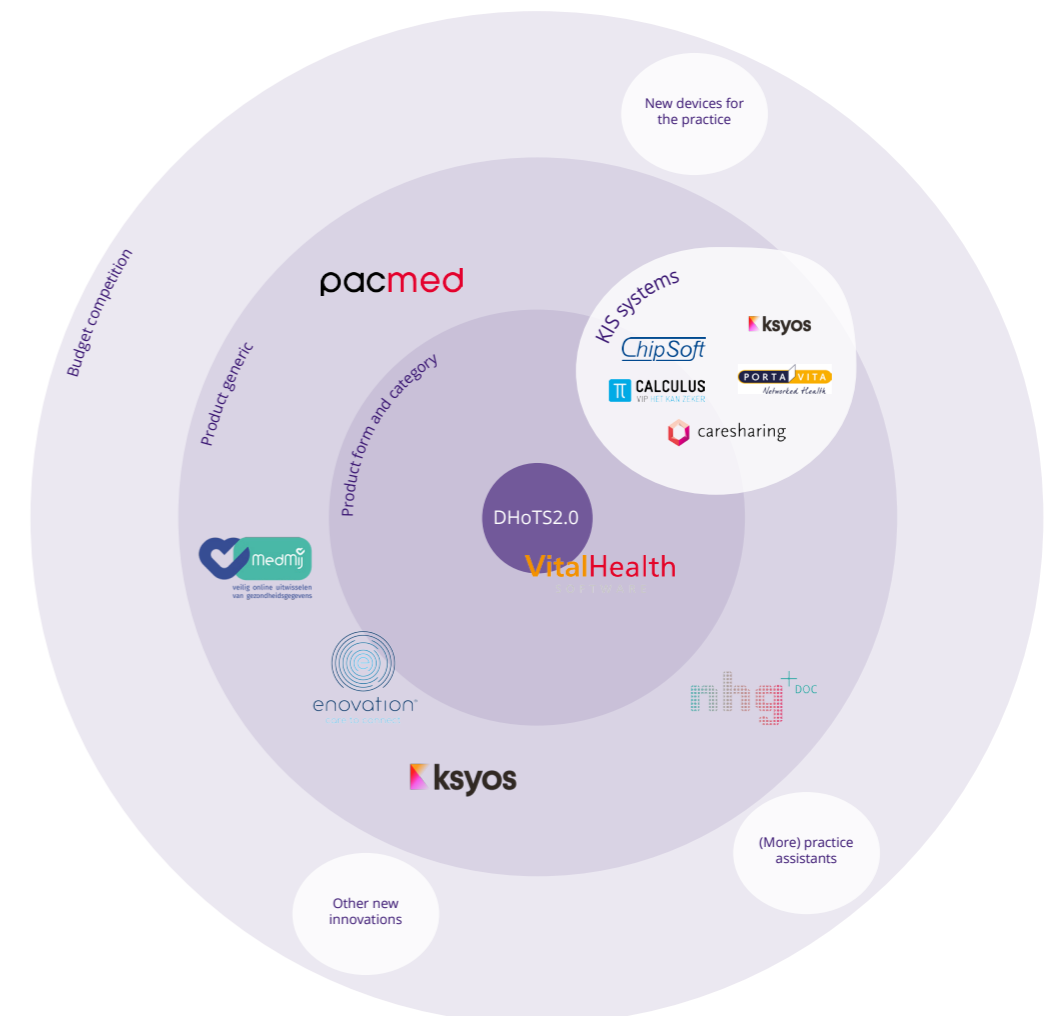 New devices for
the practice
Budget competition
Product generic
Product form and category
pacmed
KIS systems
ChipSoft
ksyos
CALCULUS
VIP HET KAN ZEKER
PORTAVITA
Networked Health
caresharing
DHoTS2.0
VitalHealth
SOFTWARE
MedMij
veilig online uitwisselen
van gezondheidsgegevens
enovation
nhg+DOC
ksyos
(More) practice
assistants
Other new
innovations